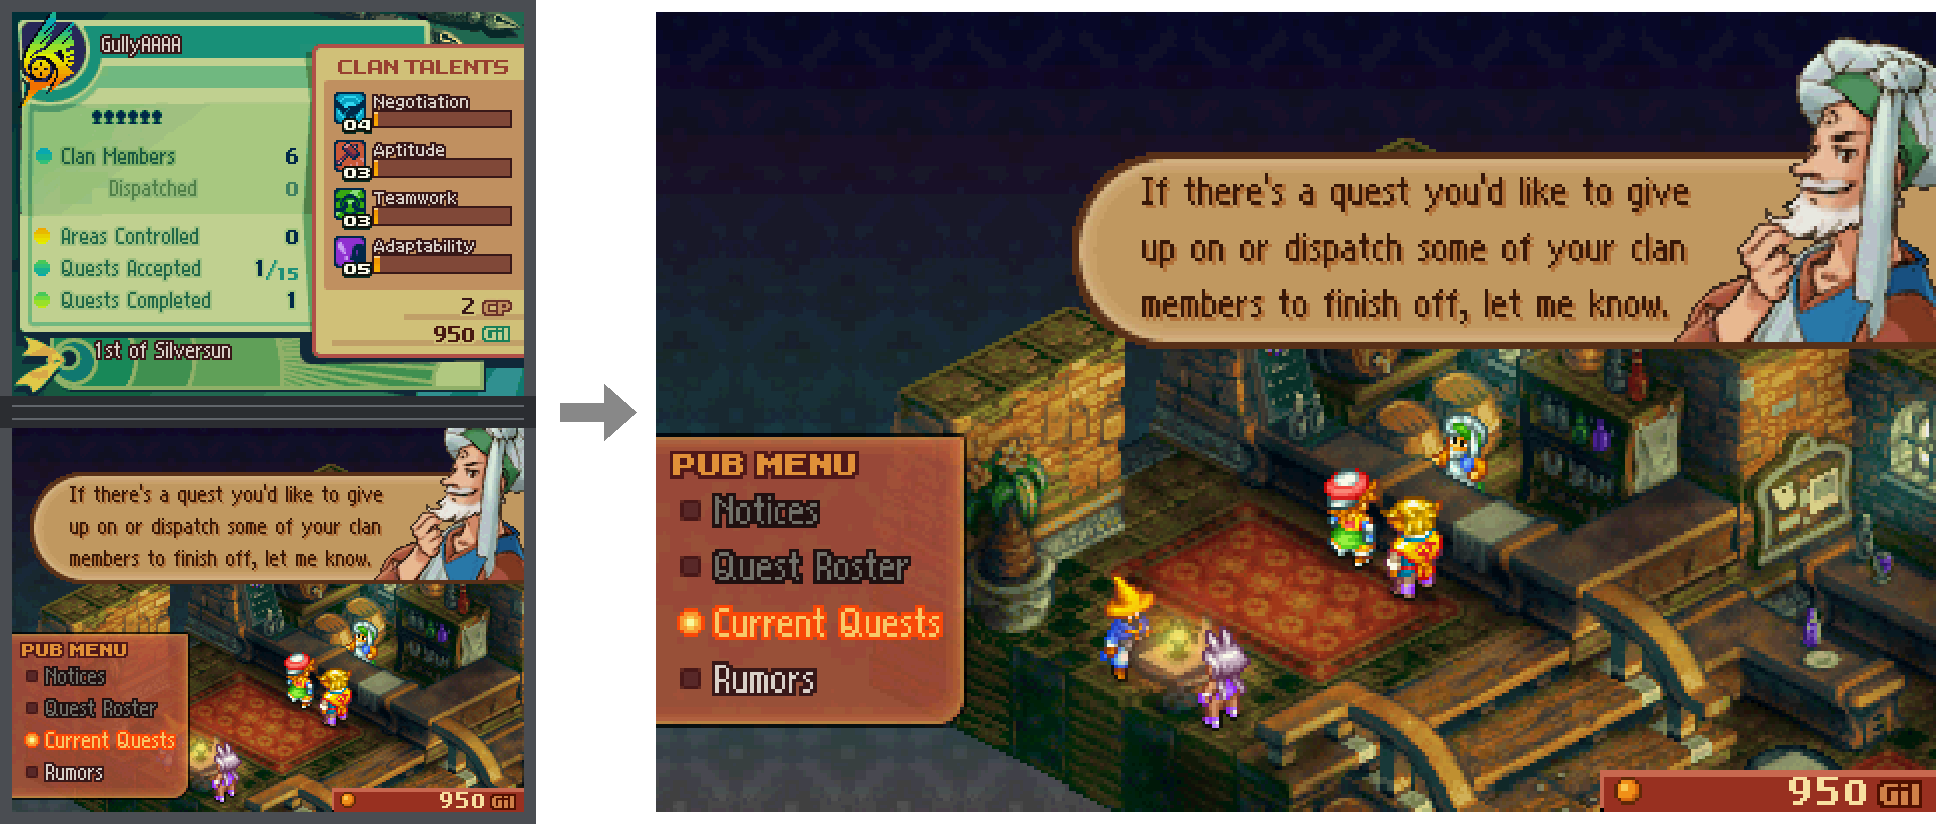 GullyAAAA
CLAN TALENTS
Negotiation
04
Aptitude
03
Teamwork
03
Adaptability
05
2 CP
950 Gil
Clan Members 6
Dispatched 0
Areas Controlled 0
Quests Accepted 1/15
Quests Completed 1
1st of Silversun
If there's a quest you'd like to give
up on or dispatch some of your clan
members to finish off, let me know.
PUB MENU
Notices
Quest Roster
Current Quests
Rumors
950 Gil
If there's a quest you'd like to give
up on or dispatch some of your clan
members to finish off, let me know.
PUB MENU
Notices
Quest Roster
Current Quests
Rumors
950 Gil